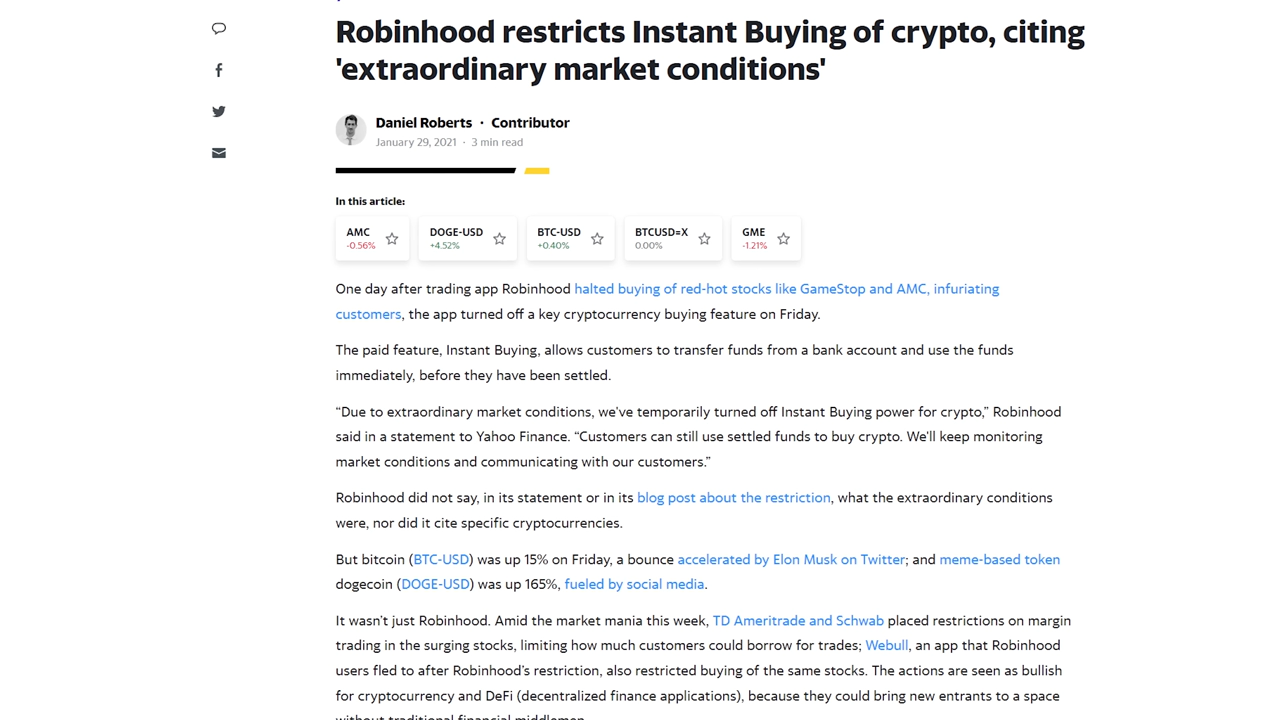 Robinhood restricts Instant Buying of crypto, citing
'extraordinary market conditions'
Daniel Roberts · Contributor
January 29, 2021 · 3 min read
In this article:
AMC
-0.56%
DOGE-USD
+4.52%
BTC-USD
+0.40%
BTCUSD=X
0.00%
GME
-1.21%
One day after trading app Robinhood halted buying of red-hot stocks like GameStop and AMC, infuriating
customers, the app turned off a key cryptocurrency buying feature on Friday.
The paid feature, Instant Buying, allows customers to transfer funds from a bank account and use the funds
immediately, before they have been settled.
“Due to extraordinary market conditions, we've temporarily turned off Instant Buying power for crypto,” Robinhood
said in a statement to Yahoo Finance. “Customers can still use settled funds to buy crypto. We'll keep monitoring
market conditions and communicating with our customers.”
Robinhood did not say, in its statement or in its blog post about the restriction, what the extraordinary conditions
were, nor did it cite specific cryptocurrencies.
But bitcoin (BTC-USD) was up 15% on Friday, a bounce accelerated by Elon Musk on Twitter; and meme-based token
dogecoin (DOGE-USD) was up 165%, fueled by social media.
It wasn't just Robinhood. Amid the market mania this week, TD Ameritrade and Schwab placed restrictions on margin
trading in the surging stocks, limiting how much customers could borrow for trades; Webull, an app that Robinhood
users fled to after Robinhood's restriction, also restricted buying of the same stocks. The actions are seen as bullish
for cryptocurrency and DeFi (decentralized finance applications), because they could bring new entrants to a space
without traditional financial middlemen.